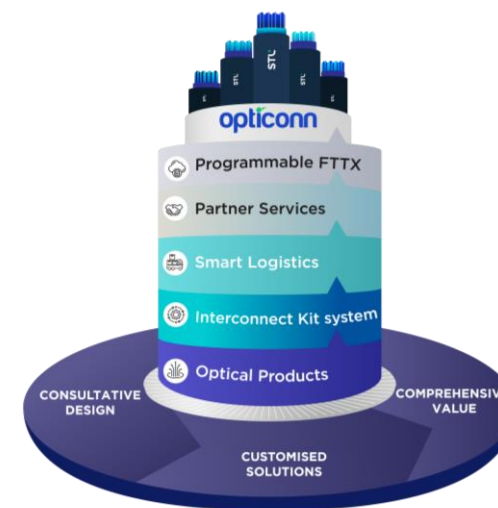 STL
STL
STL
opticonn
Programmable FTTX
Partner Services
Smart Logistics
Interconnect Kit system
Optical Products
CONSULTATIVE
DESIGN
CUSTOMISED
SOLUTIONS
VALUE